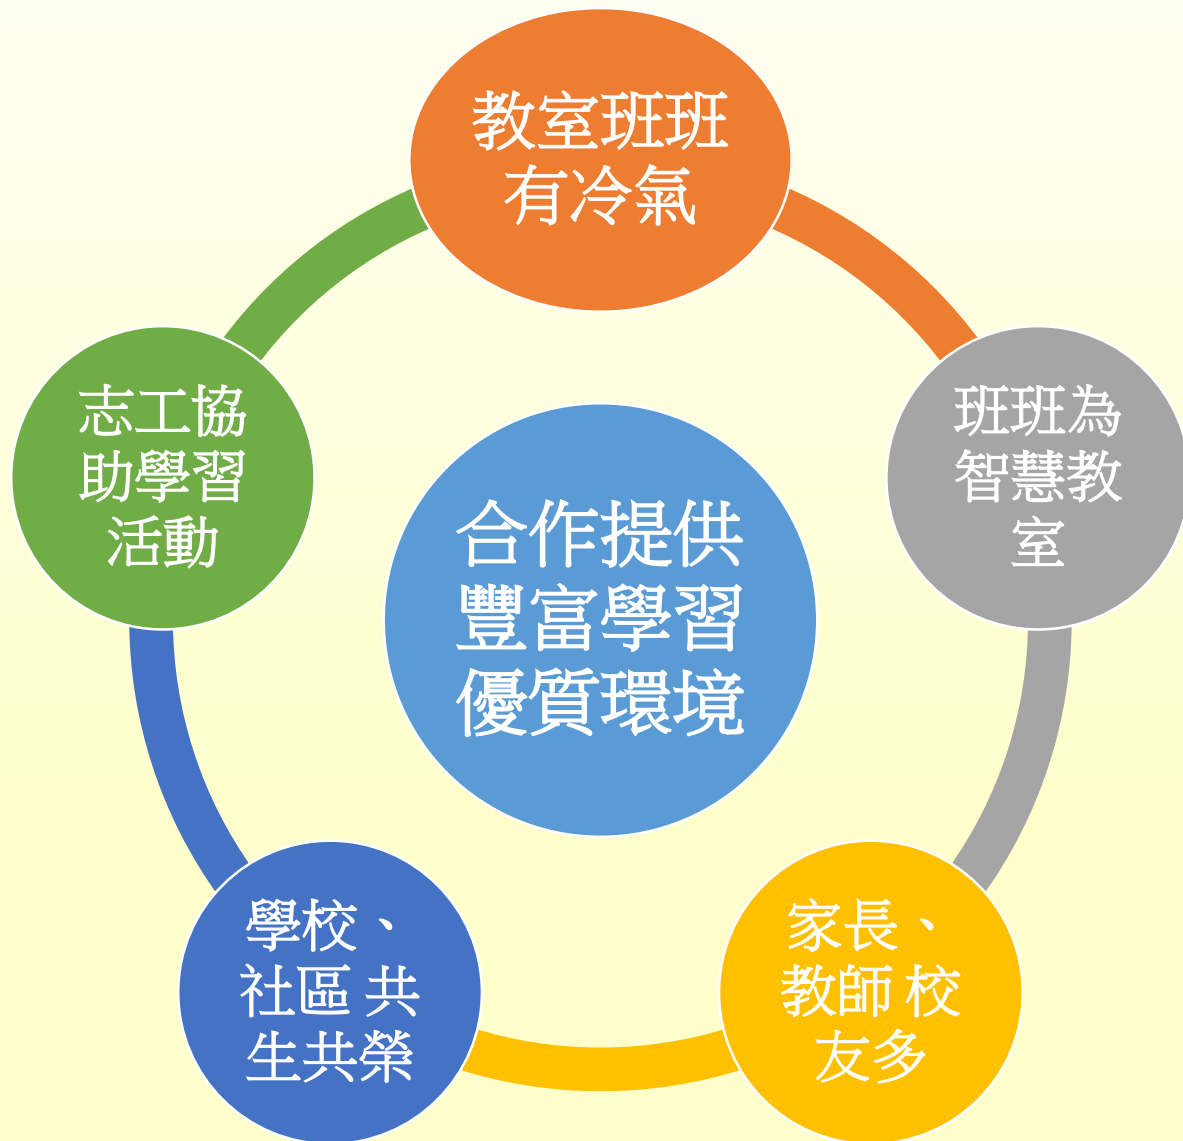 教室班班
有冷氣
志工協
助學習
活動
班班為
智慧教
室
合作提供
豐富學習
優質環境
學校、
社區 共
生共榮
家長、
教師 校
友多